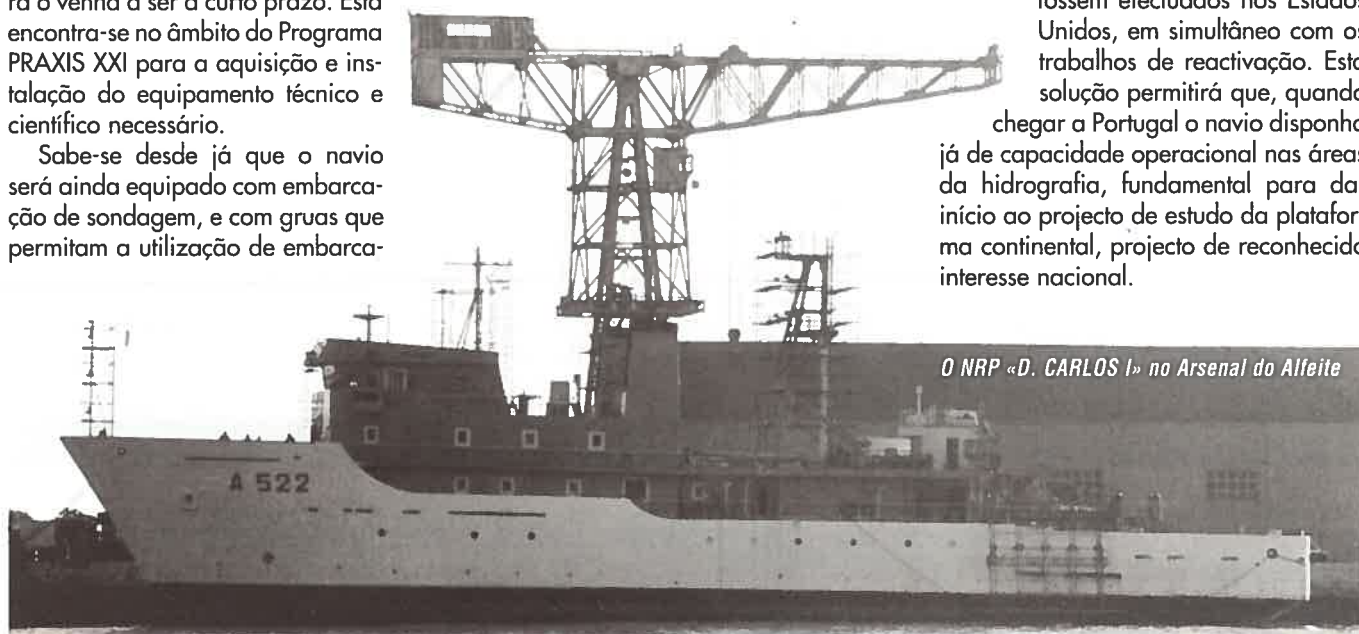 ra o venha a ser a curto prazo. Esta
encontra-se no âmbito do Programa
PRAXIS XXI para a aquisição e ins-
talação do equipamento técnico e
científico necessário.
Sabe-se desde já que o navio
será ainda equipado com embarca-
ção de sondagem, e com gruas que
permitam a utilização de embarca-
fossem efectuados nos Estados
Unidos, em simultâneo com os
trabalhos de reactivação. Esta
solução permitirá que, quando
chegar a Portugal o navio disponha
já de capacidade operacional nas áreas
da hidrografia, fundamental para da
início ao projecto de estudo da platafor
ma continental, projecto de reconhecido
interesse nacional.
O NRP «D. CARLOS I» no Arsenal do Alfeite
A 522